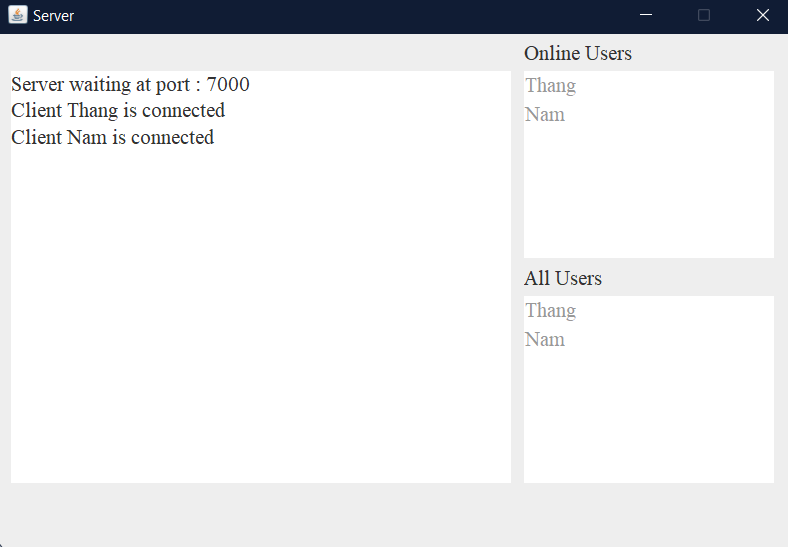 Server
Server waiting at port : 7000
Client Thang is connected
Client Nam is connected
Online Users
Thang
Nam
All Users
Thang
Nam